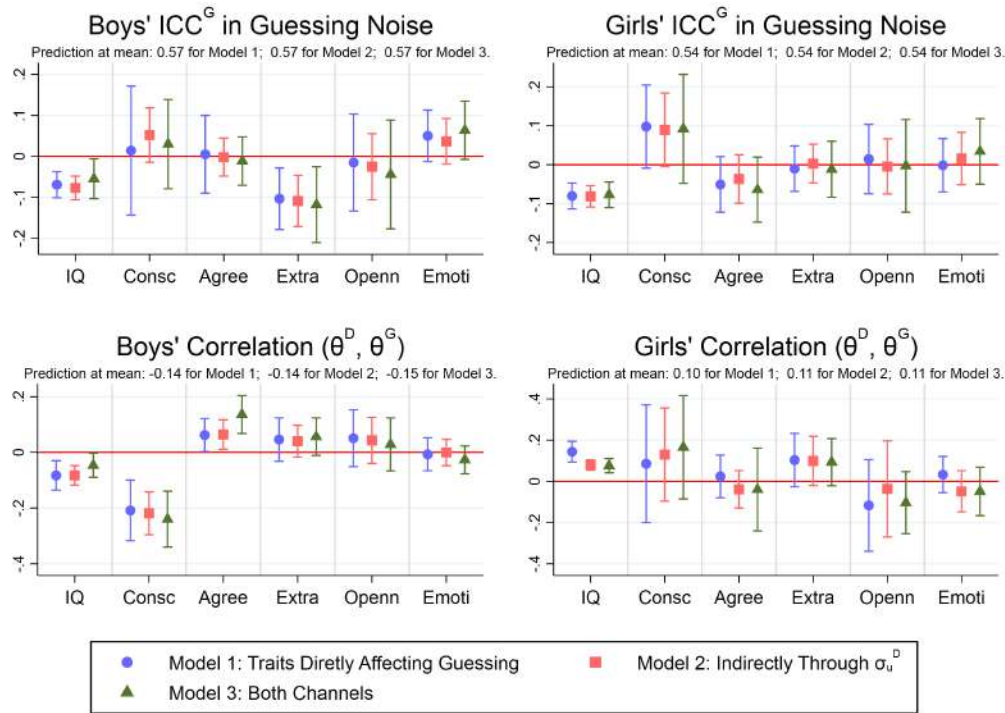 Boys' ICC^G in Guessing Noise
Prediction at mean: 0.57 for Model 1; 0.57 for Model 2; 0.57 for Model 3.
.2
.1
0
-.1
-.2
IQ Consc Agree Extra Openn Emoti
Girls' ICC^G in Guessing Noise
Prediction at mean: 0.54 for Model 1; 0.54 for Model 2; 0.54 for Model 3.
.2
.1
0
-.1
-.2
IQ Consc Agree Extra Openn Emoti
Boys' Correlation (θ^D, θ^G)
Prediction at mean: -0.14 for Model 1; -0.14 for Model 2; -0.15 for Model 3.
.2
0
-.2
-.4
IQ Consc Agree Extra Openn Emoti
Girls' Correlation (θ^D, θ^G)
Prediction at mean: 0.10 for Model 1; 0.11 for Model 2; 0.11 for Model 3.
.4
.2
0
-.2
-.4
IQ Consc Agree Extra Openn Emoti
Model 1: Traits Diretly Affecting Guessing
Model 2: Indirectly Through σ_u^D
Model 3: Both Channels